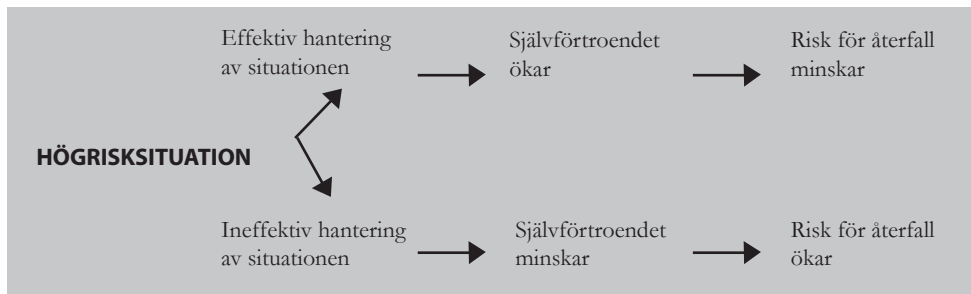 Effektiv hantering
av situationen
Självförtroendet
ökar
Risk för återfall
minskar
HÖGRISKSITUATION
Ineffektiv hantering
av situationen
Självförtroendet
minskar
Risk för återfall
ökar